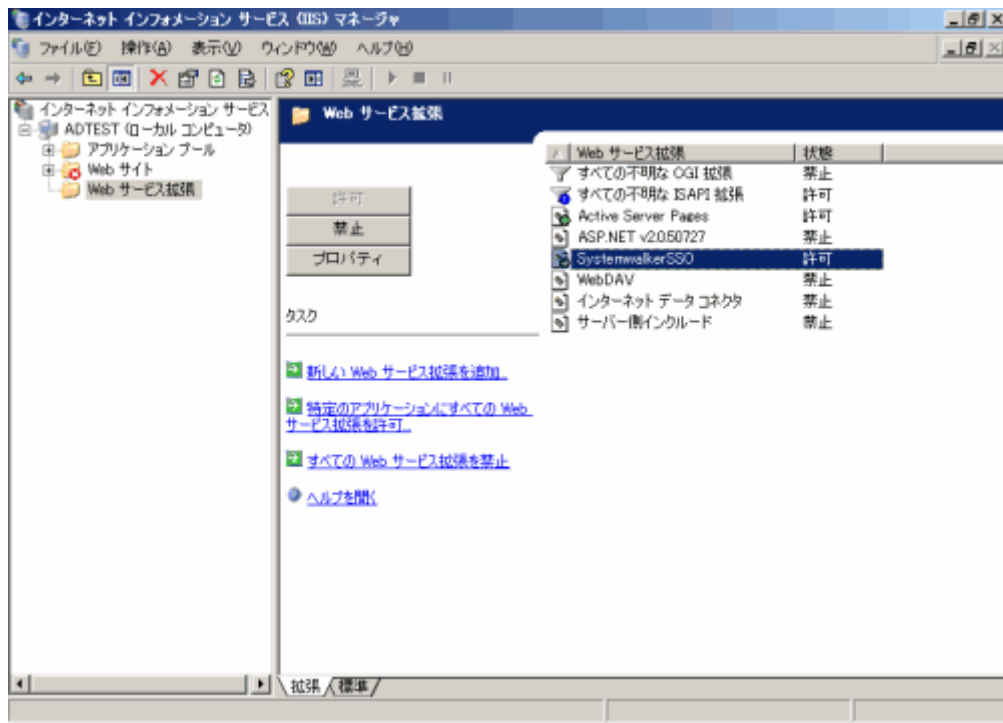 インターネット インフォメーション サービス (IIS) マネージャ
ファイル(F) 操作(A) 表示(V) ウィンドウ(W) ヘルプ(H)
インターネット インフォメーション サービス
ADTEST (ローカル コンピュータ)
アプリケーション プール
Web サイト
Web サービス拡張
Web サービス拡張
許可
禁止
プロパティ
タスク
新しい Web サービス拡張を追加...
特定のアプリケーションにすべての Web
サービス拡張を許可...
すべての Web サービス拡張を禁止
ヘルプを開く
Web サービス拡張 状態
すべての不明な CGI 拡張 禁止
すべての不明な ISAPI 拡張 許可
Active Server Pages 許可
ASP.NET v2.0.50727 禁止
SystemwalkerSSO 許可
WebDAV 禁止
インターネット データ コネクタ 禁止
サーバー側インクルード 禁止
拡張 標準